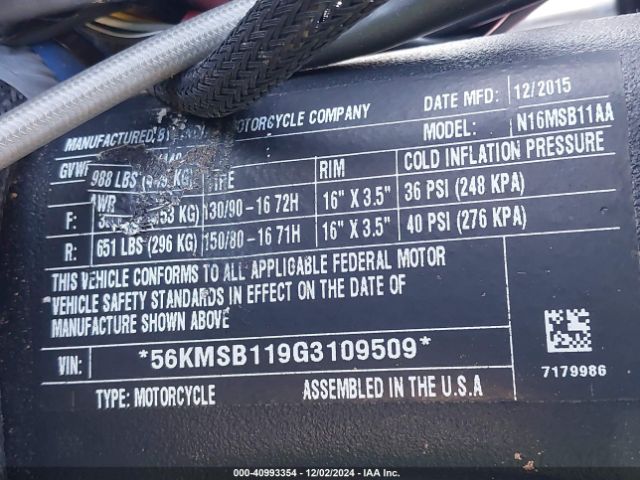 MANUFACTURED BY MOTORCYCLE COMPANY
DATE MFD: 12/2015
MODEL: N16MSB11AA
988 LBS RIM COLD INFLATION PRESSURE
F: 130/90-16 72H 16" X 3.5" 36 PSI (248 KPA)
R: 651 LBS (296 KG) 150/80-16 71H 16" X 3.5" 40 PSI (276 KPA)
THIS VEHICLE CONFORMS TO ALL APPLICABLE FEDERAL MOTOR
VEHICLE SAFETY STANDARDS IN EFFECT ON THE DATE OF
MANUFACTURE SHOWN ABOVE
VIN: *56KMSB119G3109509*
7179986
TYPE: MOTORCYCLE ASSEMBLED IN THE U.S.A
000-40993354 - 12/02/2024 - IAAI, Inc.